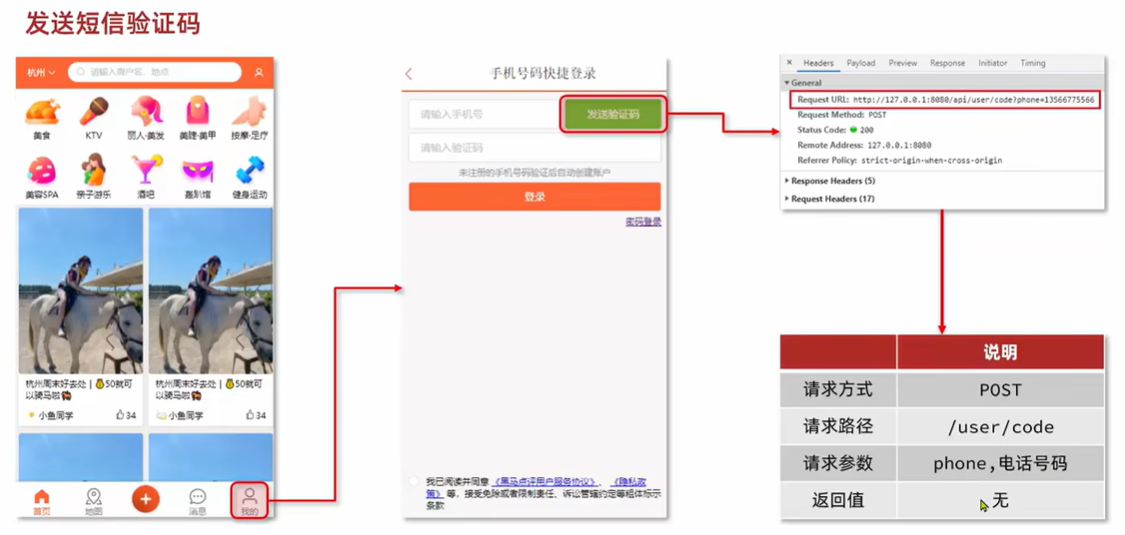 发送短信验证码
杭州
请输入商户名、地点
美食
KTV
丽人·美发
美睫·美甲
按摩·足疗
美容SPA
亲子游乐
酒吧
轰趴馆
健身运动
杭州周末好去处 | 💰50就可以骑马啦
小鱼同学
34
杭州周末好去处 | 💰50就可以骑马啦
小鱼同学
34
首页
地图
+
消息
我的
手机号码快捷登录
请输入手机号
发送验证码
请输入验证码
未注册的手机号码验证后自动创建账户
登录
密码登录
我已阅读并同意 《黑马点评用户服务协议》、《隐私政
策》等，接受免除或者限制责任、诉讼管辖约定等粗体标示
条款
Headers Payload Preview Response Initiator Timing
General
Request URL: http://127.0.0.1:8080/api/user/code?phone=13566775566
Request Method: POST
Status Code: 200
Remote Address: 127.0.0.1:8080
Referrer Policy: strict-origin-when-cross-origin
Response Headers (5)
Request Headers (17)
说明
请求方式 POST
请求路径 /user/code
请求参数 phone,电话号码
返回值 无